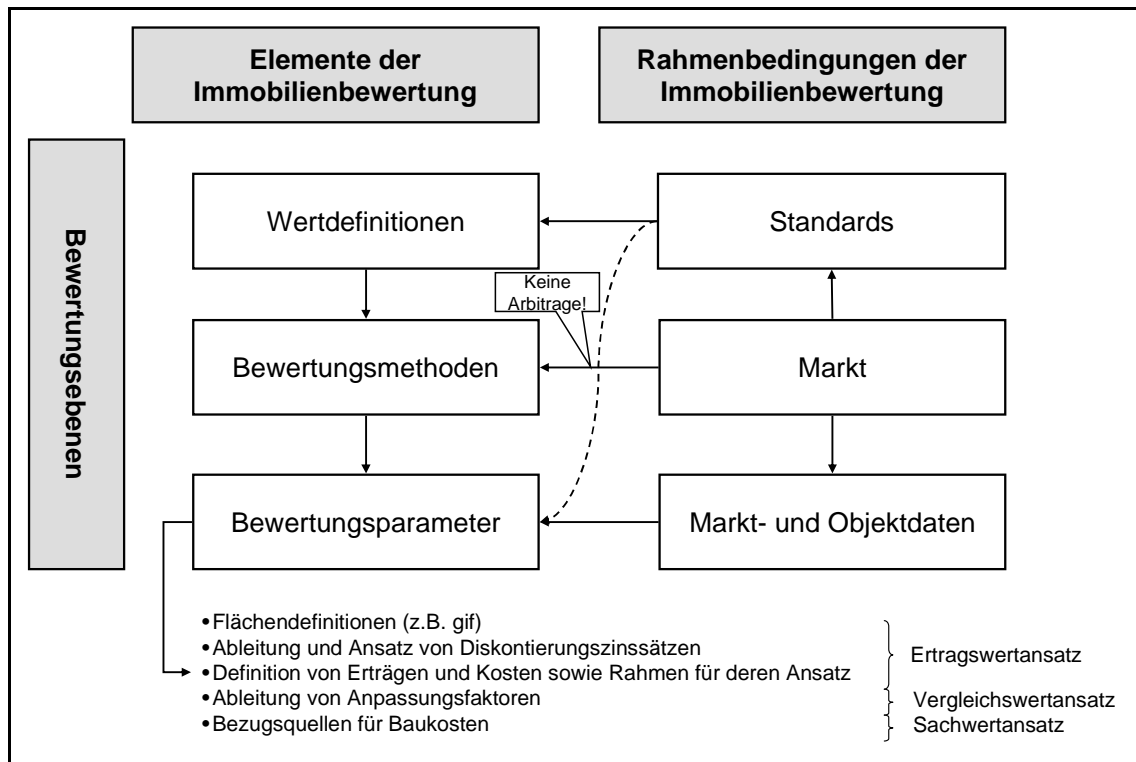 Elemente der
Immobilienbewertung
Rahmenbedingungen der
Immobilienbewertung
Bewertungsebenen
Wertdefinitionen
Standards
Keine
Arbitrage!
Bewertungsmethoden
Markt
Bewertungsparameter
Markt- und Objektdaten
•Flächendefinitionen (z.B. gif)
•Ableitung und Ansatz von Diskontierungszinssätzen
•Definition von Erträgen und Kosten sowie Rahmen für deren Ansatz
•Ableitung von Anpassungsfaktoren
•Bezugsquellen für Baukosten
Ertragswertansatz
Vergleichswertansatz
Sachwertansatz